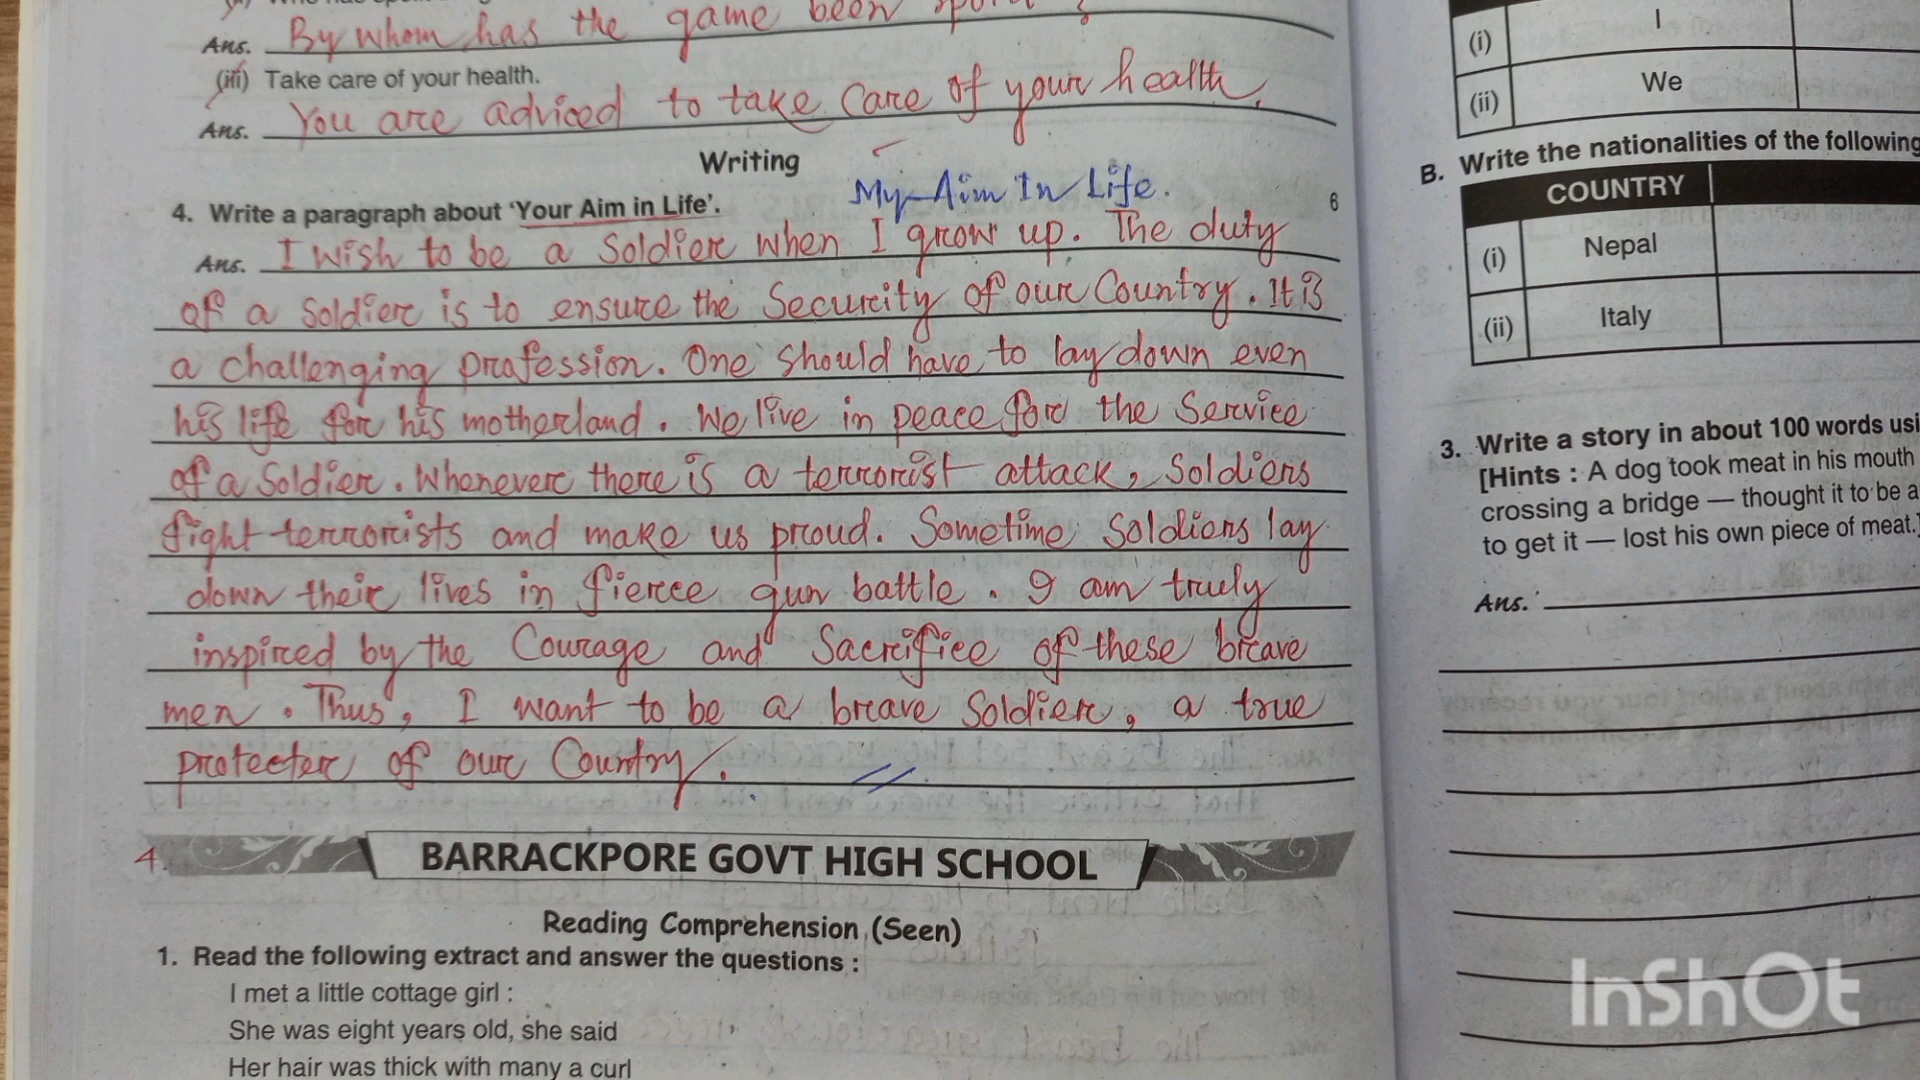 Ans. By whom has the game been
(iii) Take care of your health.
Ans. You are adviced to take care of your health.
Writing
My Aim In Life.
4. Write a paragraph about ‘Your Aim in Life’. 6
Ans. I wish to be a Soldier when I grow up. The duty
of a Soldier is to ensure the Security of our Country. It is
a challenging profession. One should have to lay down even
his life for his motherland. We live in peace for the Service
of a Soldier. Whenever there is a terrorist attack, Soldiers
fight terrorists and make us proud. Sometime Soldiers lay
down their lives in fierce gun battle. I am truly
inspired by the Courage and Sacrifice of these brave
men. Thus, I want to be a brave Soldier, a true
protecter of our Country.
4.
BARRACKPORE GOVT HIGH SCHOOL
Reading Comprehension (Seen)
1. Read the following extract and answer the questions :
I met a little cottage girl :
She was eight years old, she said
Her hair was thick with many a curl
(i) I
(ii) We
B. Write the nationalities of the following
COUNTRY
(i) Nepal
(ii) Italy
3. Write a story in about 100 words
[Hints : A dog took meat in his mouth
crossing a bridge — thought it to be a
to get it — lost his own piece of meat.]
Ans.
InShOt